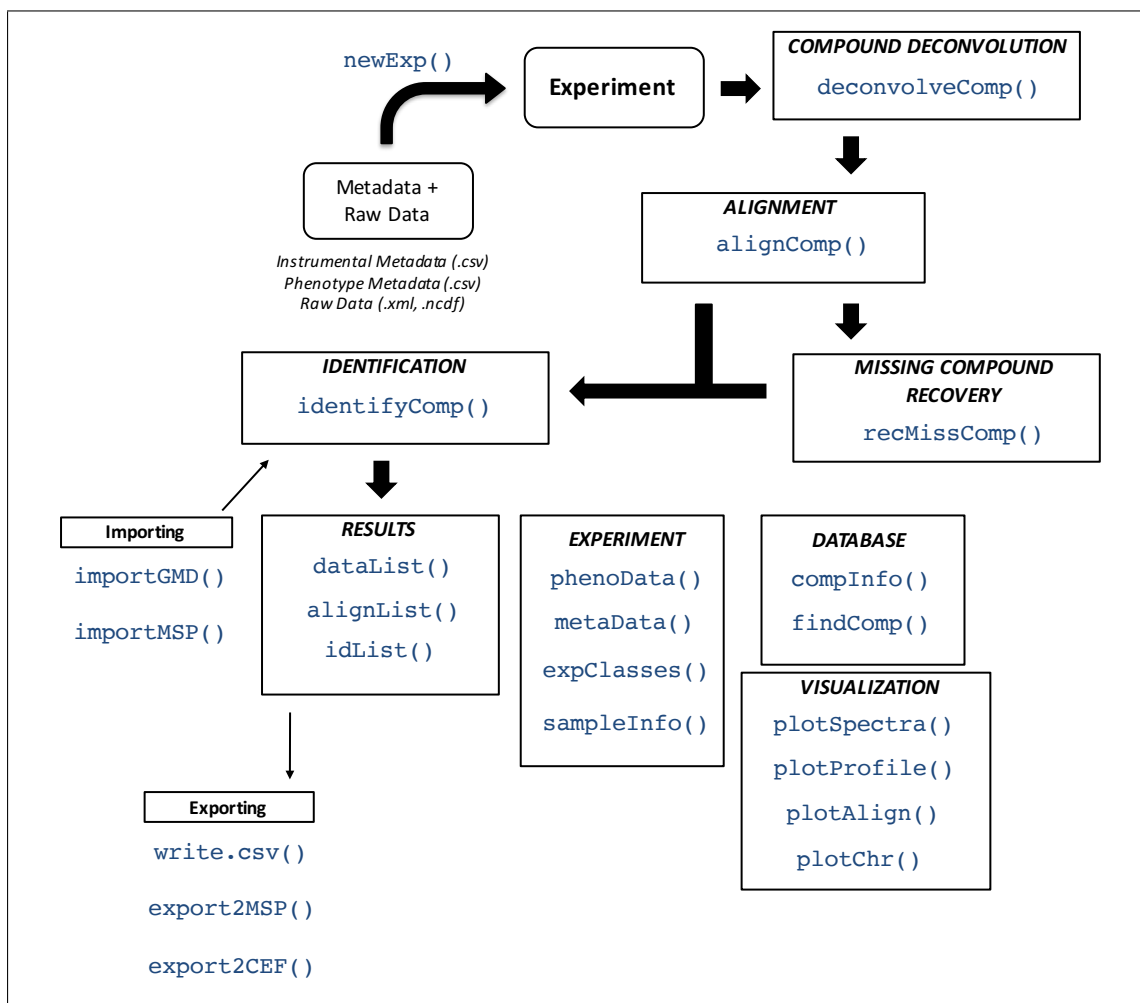 newExp()
Experiment
COMPOUND DECONVOLUTION
deconvolveComp()
Metadata +
Raw Data
Instrumental Metadata (.csv)
Phenotype Metadata (.csv)
Raw Data (.xml, .ncdf)
ALIGNMENT
alignComp()
IDENTIFICATION
identifyComp()
MISSING COMPOUND
RECOVERY
recMissComp()
Importing
importGMD()
importMSP()
RESULTS
dataList()
alignList()
idList()
EXPERIMENT
phenoData()
metaData()
expClasses()
sampleInfo()
DATABASE
compInfo()
findComp()
VISUALIZATION
plotSpectra()
plotProfile()
plotAlign()
plotChr()
Exporting
write.csv()
export2MSP()
export2CEF()